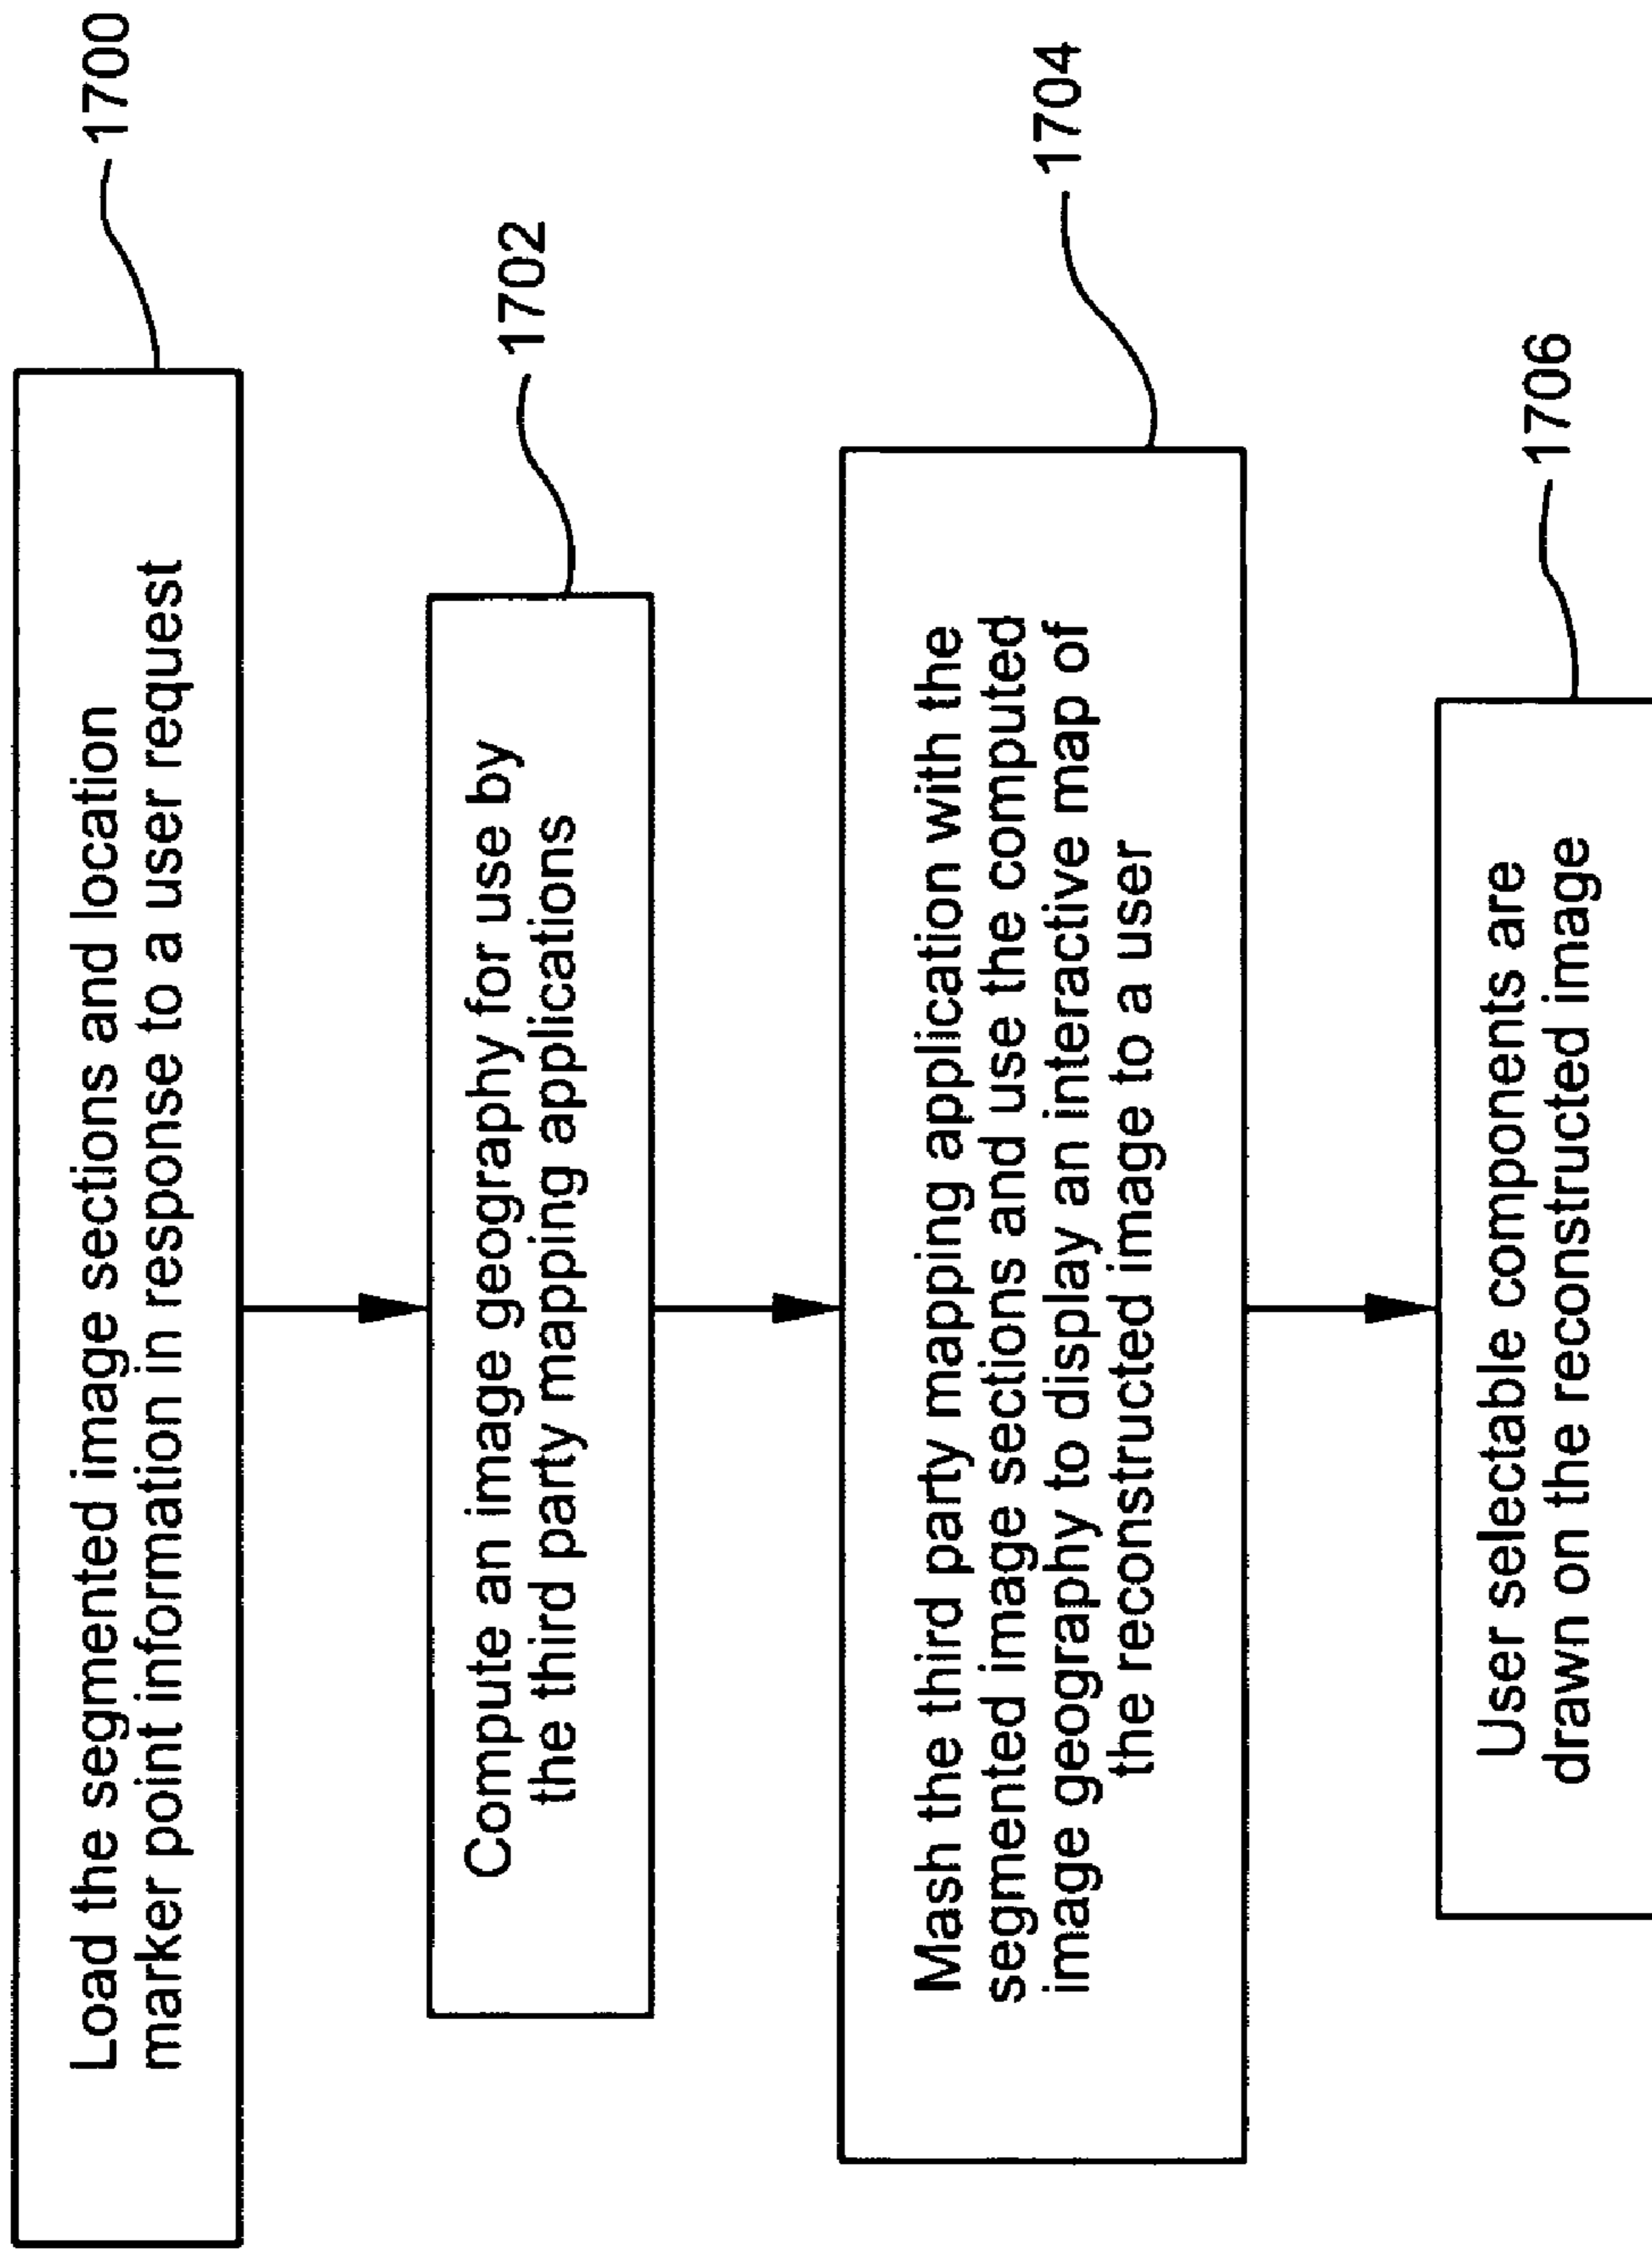 Load the segmented image sections and location
marker point information in response to a user request
1700
Compute an image geography for use by
the third party mapping applications
1702
Mash the third party mapping application with the
segmented image sections and use the computed
image geography to display an interactive map of
the reconstructed image to a user
1704
User selectable components are
drawn on the reconstructed image
1706